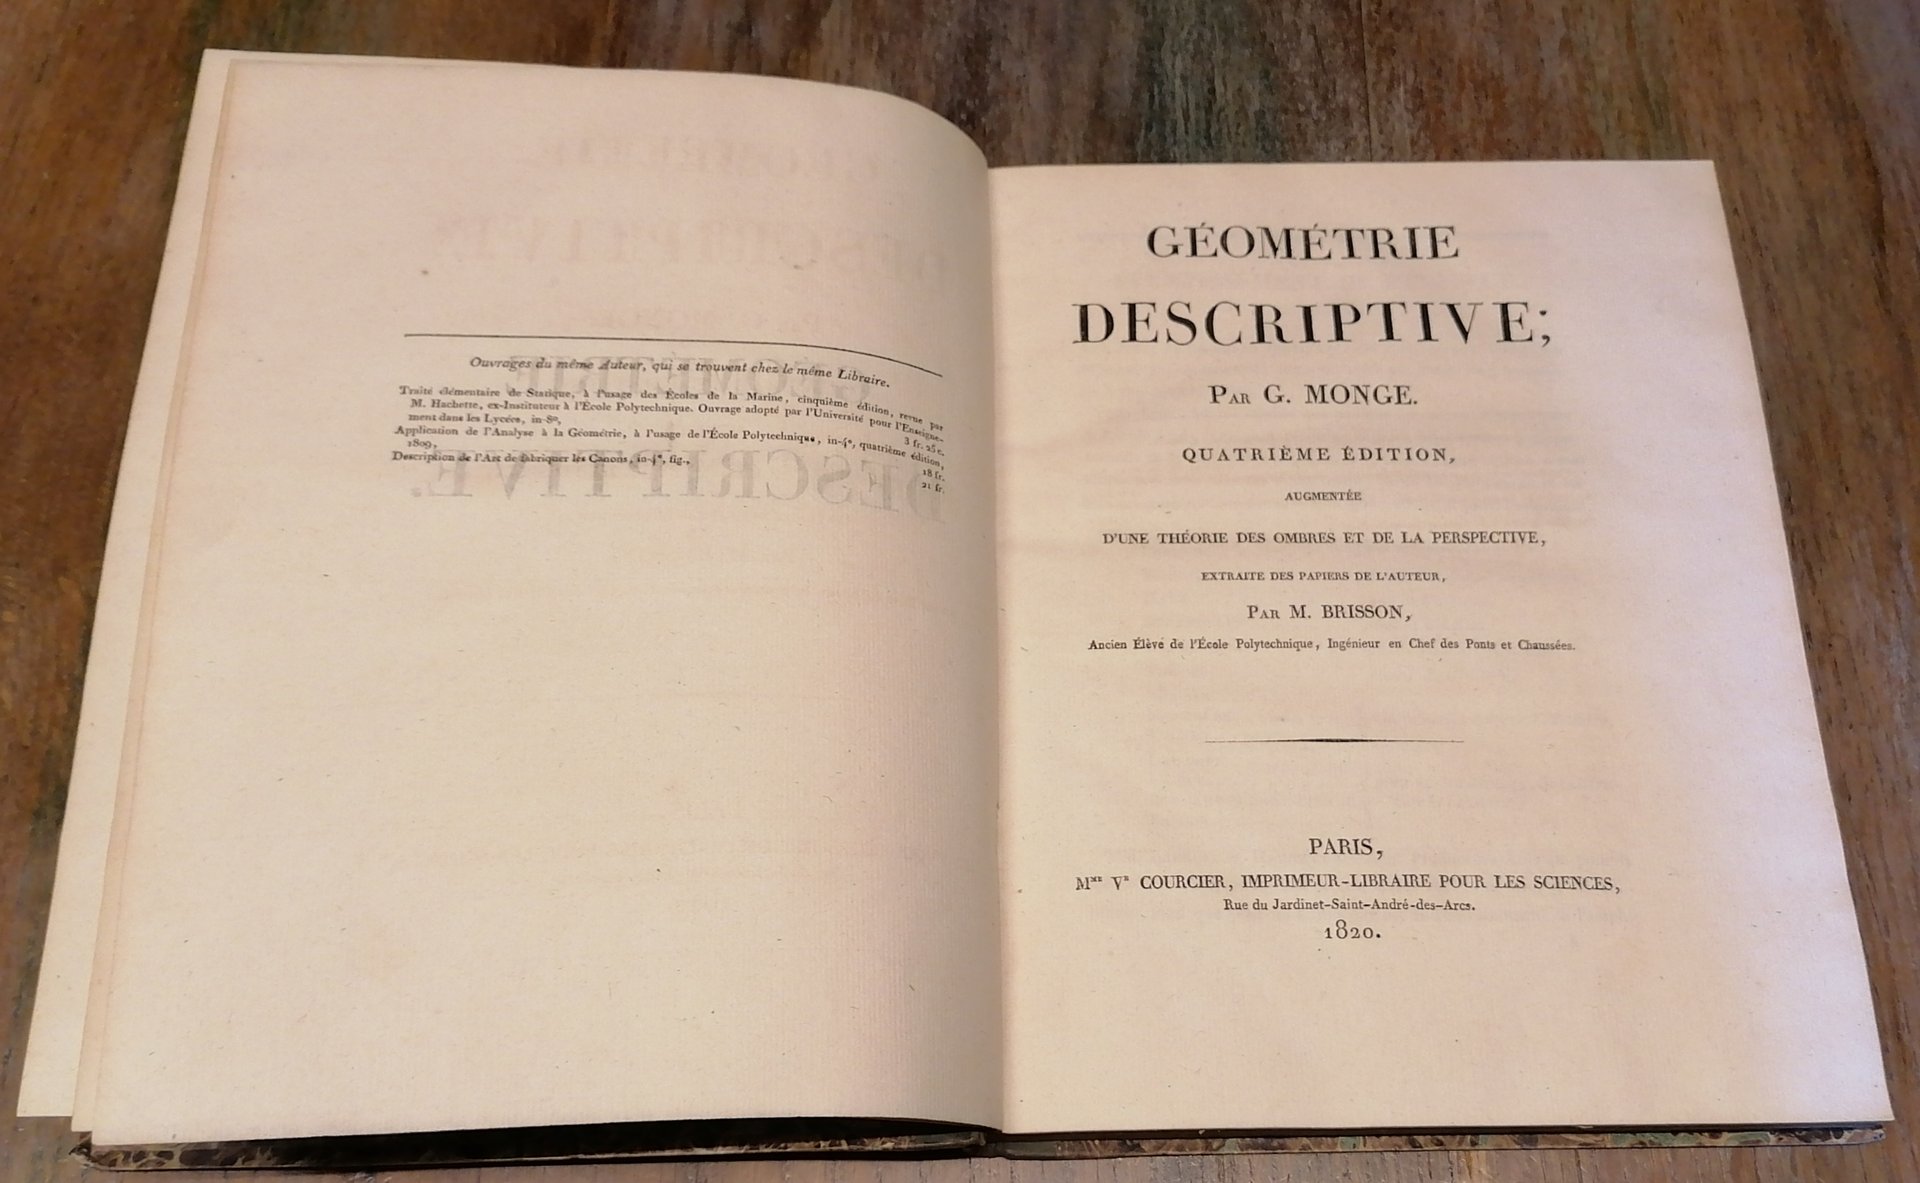 Ouvrages du même Auteur, qui se trouvent chez le même Libraire.
Traité élémentaire de Statique, à l'usage des Écoles de la Marine, cinquième édition, revue par
M. Hachette, ex-Instituteur à l'École Polytechnique. Ouvrage adopté par l'Université pour l'Enseigne-
ment dans les Lycées, in-8º, 3 fr. 25 c.
Application de l'Analyse à la Géométrie, à l'usage de l'École Polytechnique, in-4º, quatrième édition,
1809, 18 fr.
Description de l'Art de fabriquer les Canons, in-4º, fig., 21 fr.
GÉOMÉTRIE
DESCRIPTIVE;
PAR G. MONGE.
QUATRIÈME ÉDITION,
AUGMENTÉE
D'UNE THÉORIE DES OMBRES ET DE LA PERSPECTIVE,
EXTRAITE DES PAPIERS DE L'AUTEUR,
PAR M. BRISSON,
Ancien Élève de l'École Polytechnique, Ingénieur en Chef des Ponts et Chaussées.
PARIS,
Mme Ve COURCIER, IMPRIMEUR-LIBRAIRE POUR LES SCIENCES,
Rue du Jardinet-Saint-André-des-Arcs.
1820.